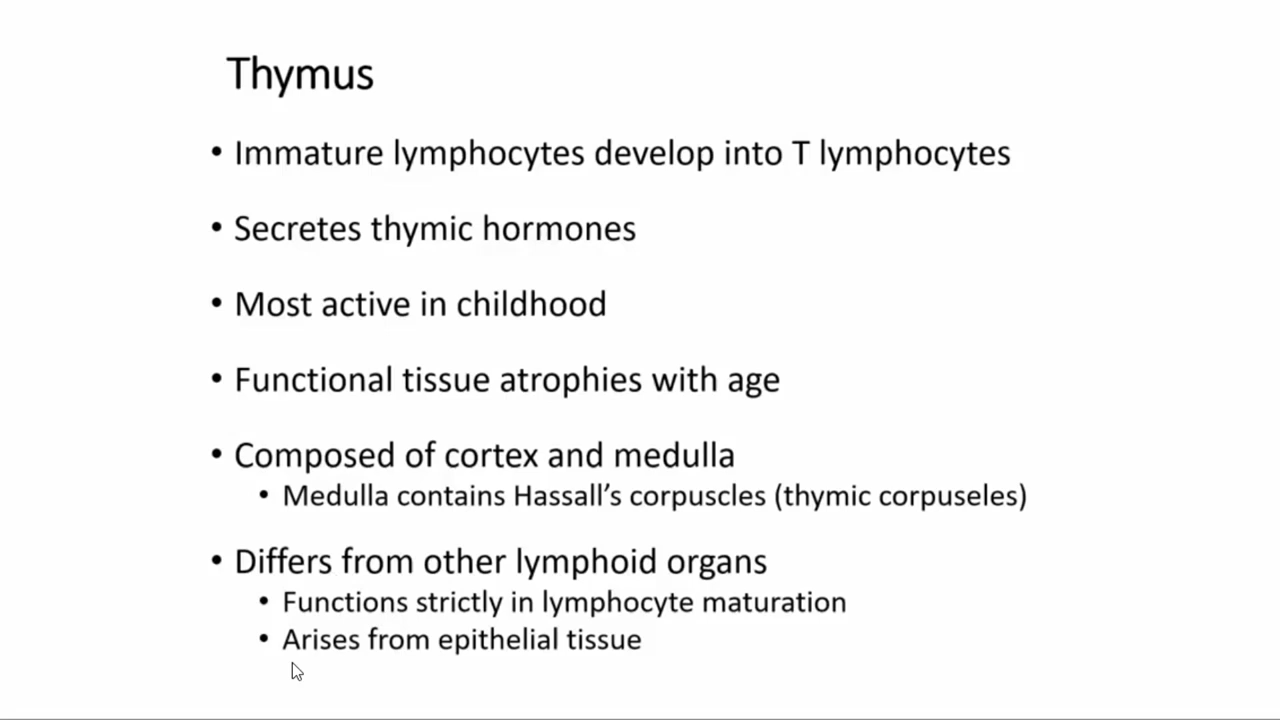 Thymus
• Immature lymphocytes develop into T lymphocytes
• Secretes thymic hormones
• Most active in childhood
• Functional tissue atrophies with age
• Composed of cortex and medulla
• Medulla contains Hassall’s corpuscles (thymic corpuseles)
• Differs from other lymphoid organs
• Functions strictly in lymphocyte maturation
• Arises from epithelial tissue